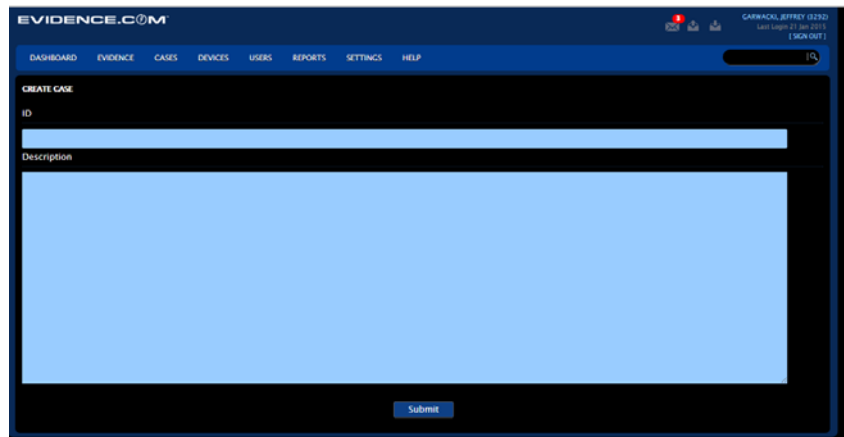 EVIDENCE.COM
GARWACKI, JEFFREY (3292)
Last Login 21 Jan 2015
[ SIGN OUT ]
DASHBOARD EVIDENCE CASES DEVICES USERS REPORTS SETTINGS HELP
CREATE CASE
ID
Description
Submit